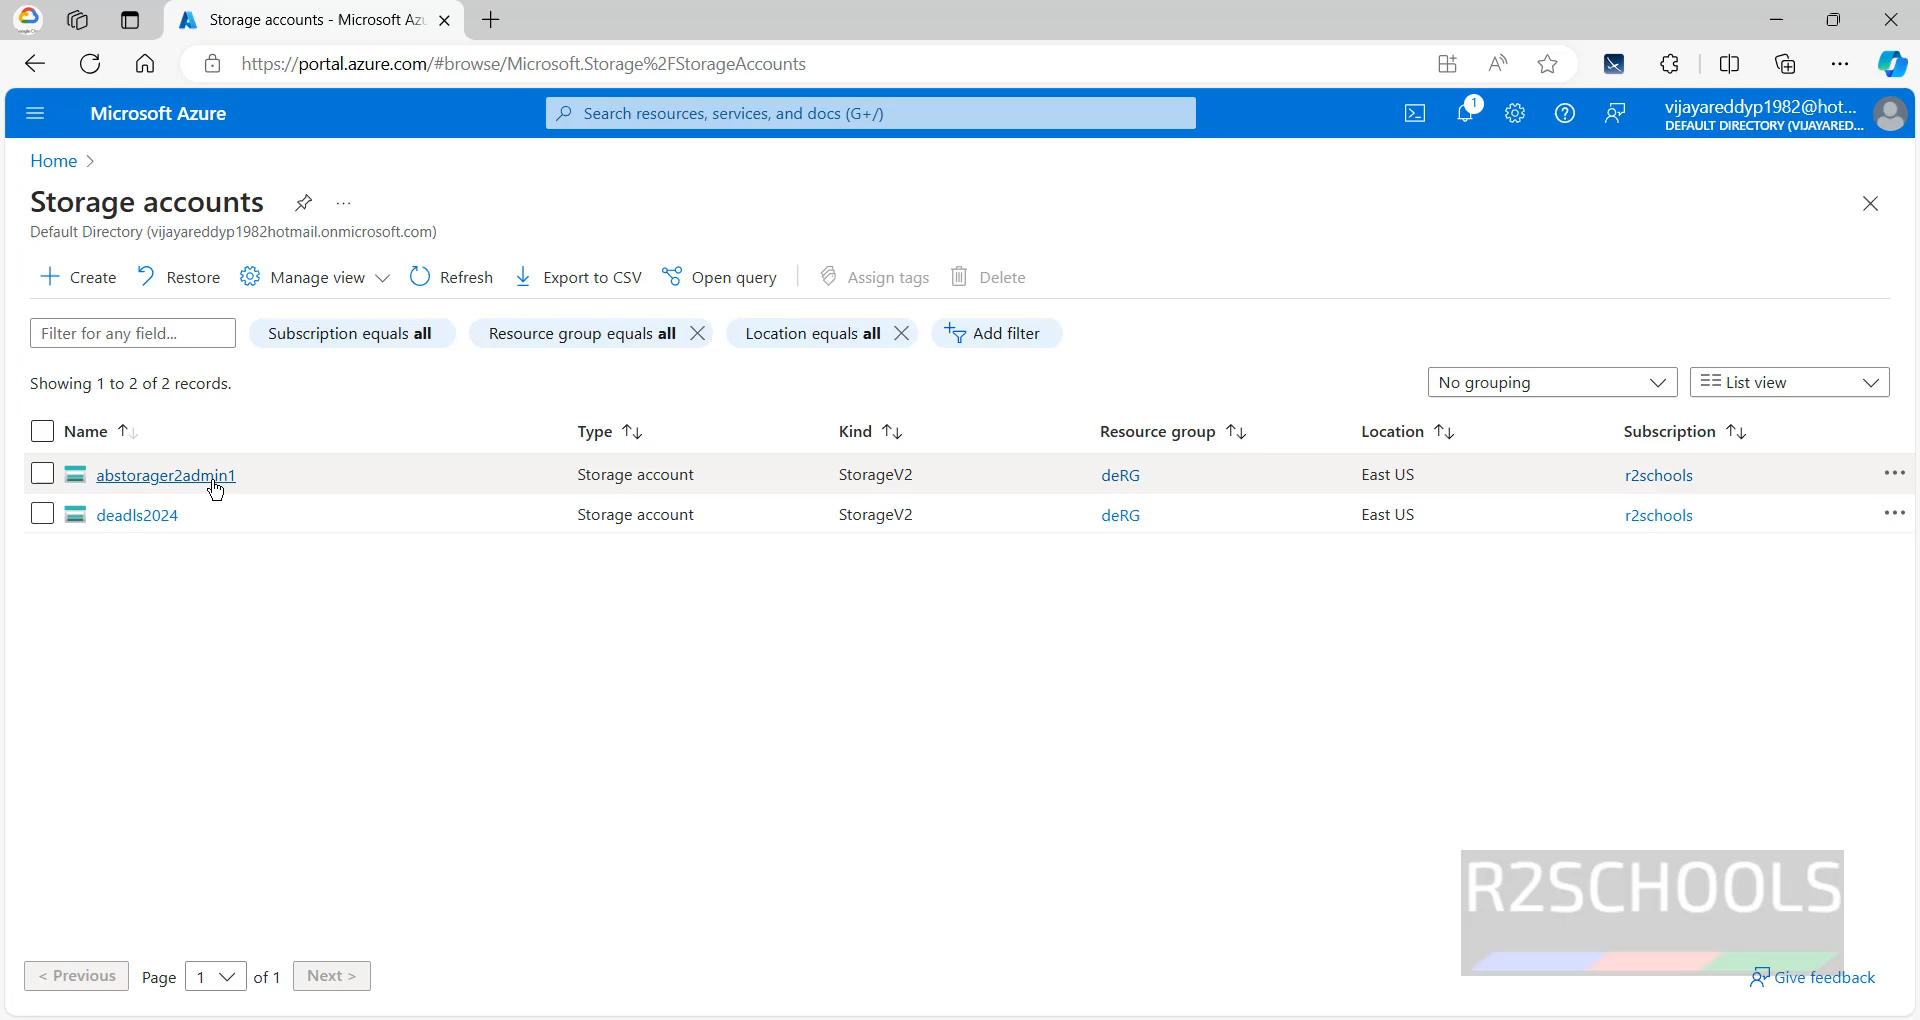 Storage accounts - Microsoft Azu
https://portal.azure.com/#browse/Microsoft.Storage%2FStorageAccounts
Microsoft Azure
Search resources, services, and docs (G+/)
1
vijayareddyp1982@hot...
DEFAULT DIRECTORY (VIJAYARED...
Home >
Storage accounts
...
Default Directory (vijayareddyp1982hotmail.onmicrosoft.com)
Create Restore Manage view Refresh Export to CSV Open query Assign tags Delete
Filter for any field... Subscription equals all Resource group equals all Location equals all Add filter
Showing 1 to 2 of 2 records.
No grouping List view
Name Type Kind Resource group Location Subscription
abstorager2admin1 Storage account StorageV2 deRG East US r2schools
deadls2024 Storage account StorageV2 deRG East US r2schools
R2SCHOOLS
< Previous Page 1 of 1 Next >
Give feedback